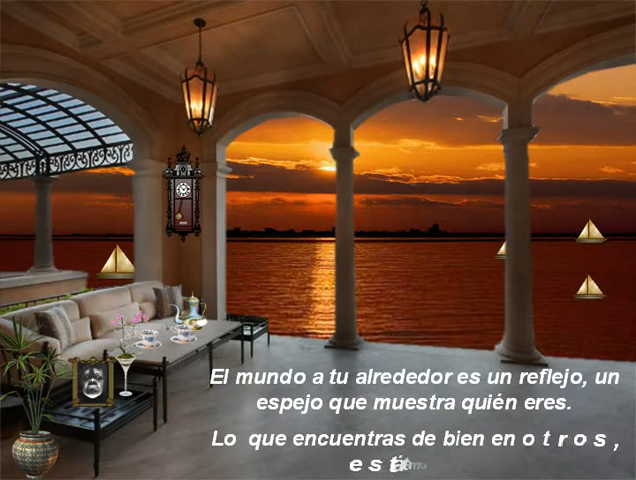 El mundo a tu alrededor es un reflejo, un
espejo que muestra quién eres.
Lo que encuentras de bien en o t r o s ,
e s t á